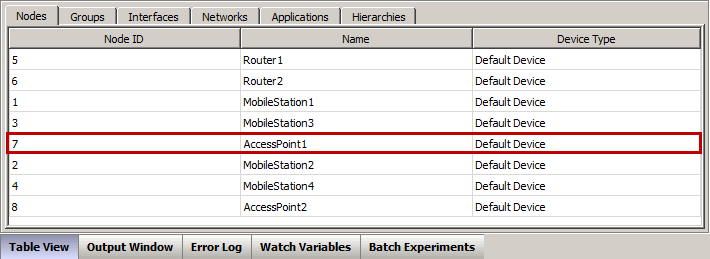 Nodes Groups Interfaces Networks Applications Hierarchies
Node ID Name Device Type
5 Router1 Default Device
6 Router2 Default Device
1 MobileStation1 Default Device
3 MobileStation3 Default Device
7 AccessPoint1 Default Device
2 MobileStation2 Default Device
4 MobileStation4 Default Device
8 AccessPoint2 Default Device
Table View Output Window Error Log Watch Variables Batch Experiments